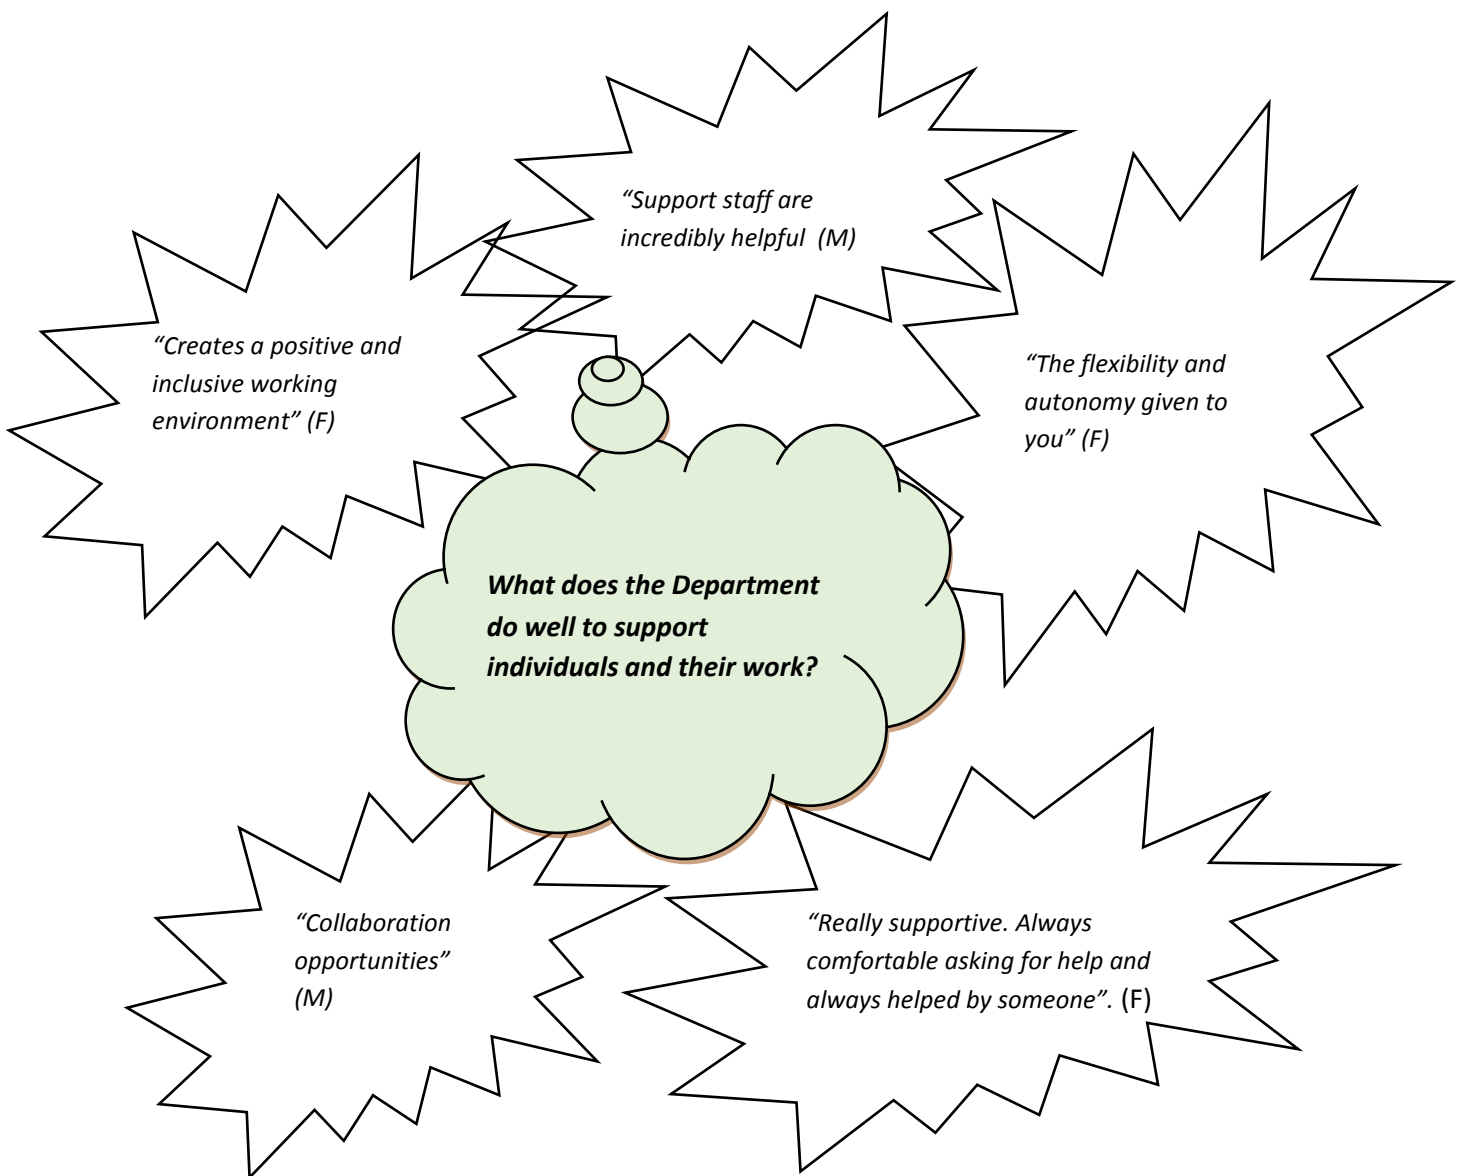 “Support staff are
incredibly helpful  (M)
“Creates a positive and
inclusive working
environment” (F)
“The flexibility and
autonomy given to
you” (F)
What does the Department
do well to support
individuals and their work?
“Collaboration
opportunities”
(M)
“Really supportive. Always
comfortable asking for help and
always helped by someone”. (F)